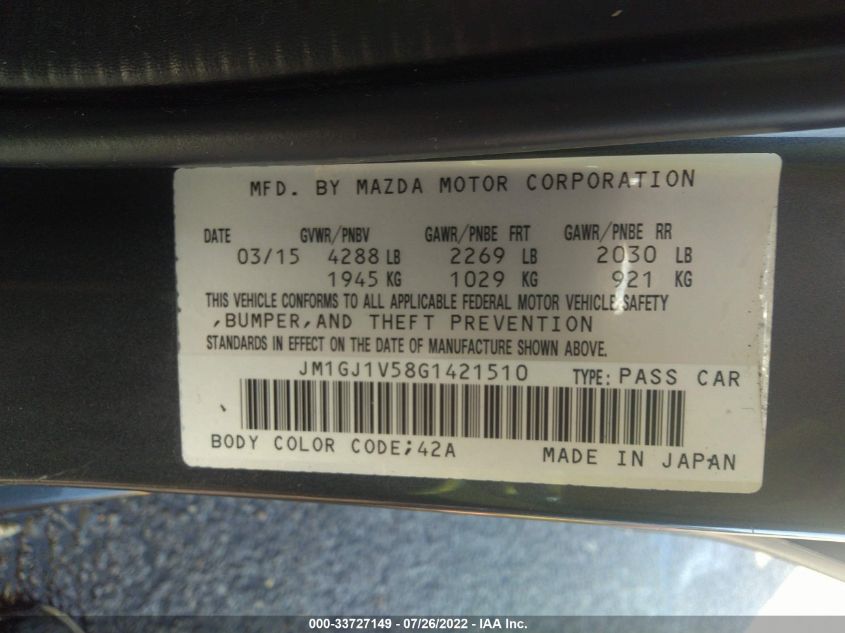 MFD. BY MAZDA MOTOR CORPORATION
DATE GVWR/PNBV GAWR/PNBE FRT GAWR/PNBE RR
03/15 4288 LB 2269 LB 2030 LB
1945 KG 1029 KG 921 KG
THIS VEHICLE CONFORMS TO ALL APPLICABLE FEDERAL MOTOR VEHICLE SAFETY
,BUMPER,AND THEFT PREVENTION
STANDARDS IN EFFECT ON THE DATE OF MANUFACTURE SHOWN ABOVE.
JM1GJ1V58G1421510 TYPE: PASS CAR
BODY COLOR CODE;42A MADE IN JAPAN
000-33727149 - 07/26/2022 - IAA Inc.